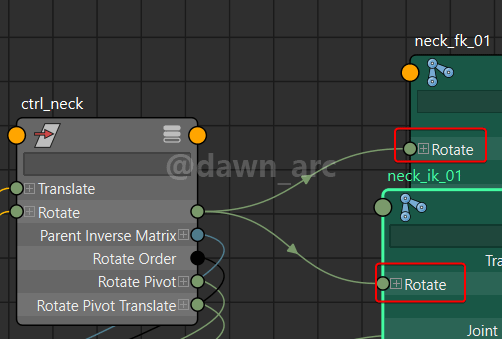 neck_fk_01
ctrl_neck
@dawn_arc
Rotate
neck_ik_01
Translate
Rotate
Parent Inverse Matrix
Rotate Order
Tra
Rotate Pivot
Rotate
Rotate Pivot Translate
Joint